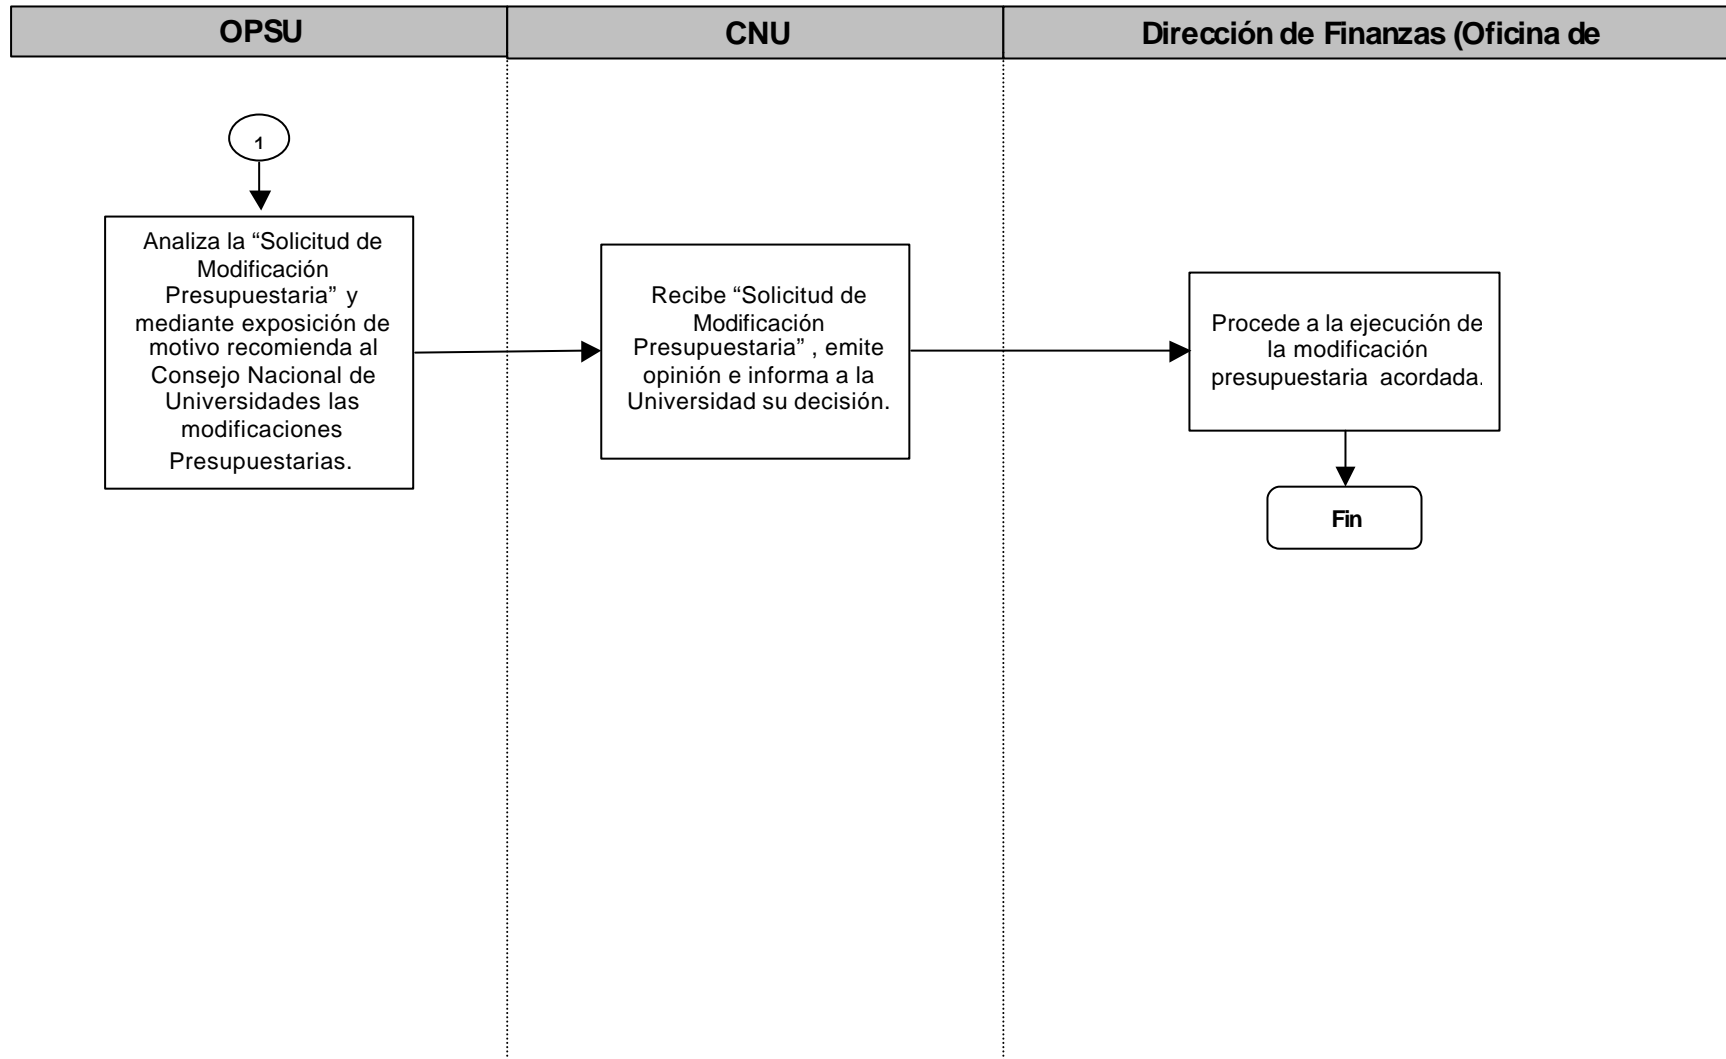 OPSU
CNU
Dirección de Finanzas (Oficina de
1
Analiza la “Solicitud de
Modificación
Presupuestaria” y
mediante exposición de
motivo recomienda al
Consejo Nacional de
Universidades las
modificaciones
Presupuestarias.
Recibe “Solicitud de
Modificación
Presupuestaria” , emite
opinión e informa a la
Universidad su decisión.
Procede a la ejecución de
la modificación
presupuestaria acordada.
Fin